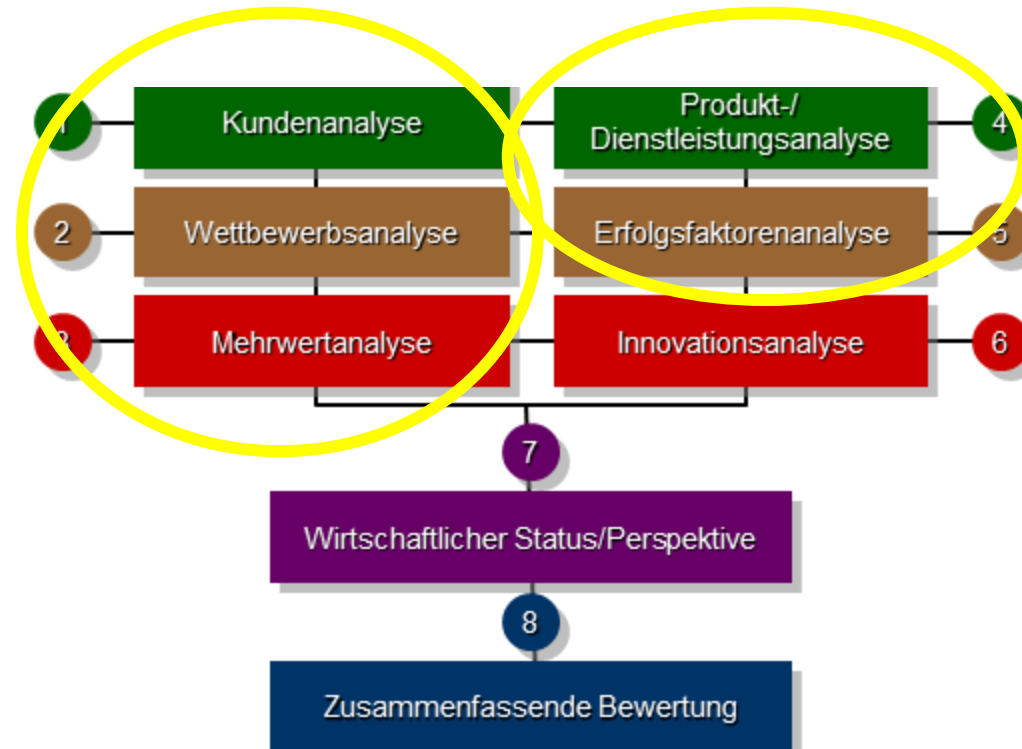 1
Kundenanalyse
Produkt-/
Dienstleistungsanalyse
4
2
Wettbewerbsanalyse
Erfolgsfaktorenanalyse
5
3
Mehrwertanalyse
Innovationsanalyse
6
7
Wirtschaftlicher Status/Perspektive
8
Zusammenfassende Bewertung